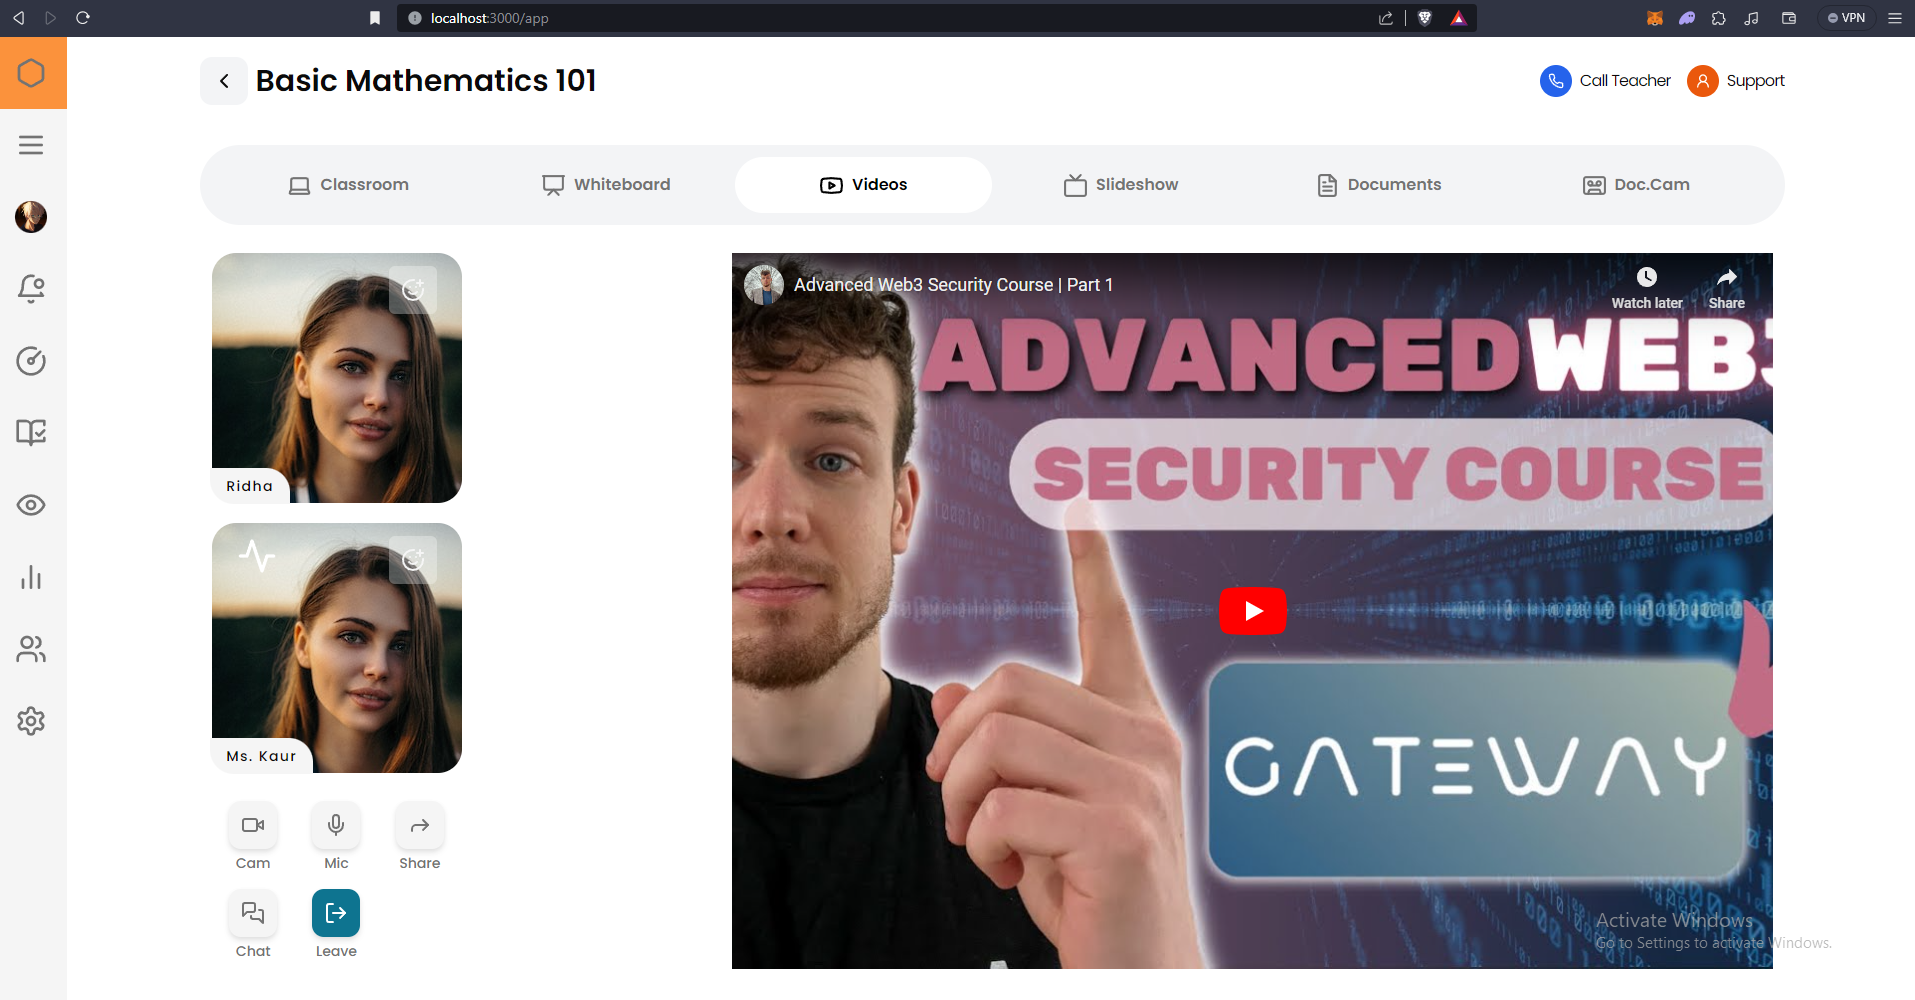 localhost:3000/app
VPN
Basic Mathematics 101
Call Teacher
Support
Classroom
Whiteboard
Videos
Slideshow
Documents
Doc.Cam
Ridha
Ms. Kaur
Cam
Mic
Share
Chat
Leave
Advanced Web3 Security Course | Part 1
Watch later
Share
ADVANCED WEB3
SECURITY COURSE
GATEWAY
Activate Windows
Go to Settings to activate Windows.